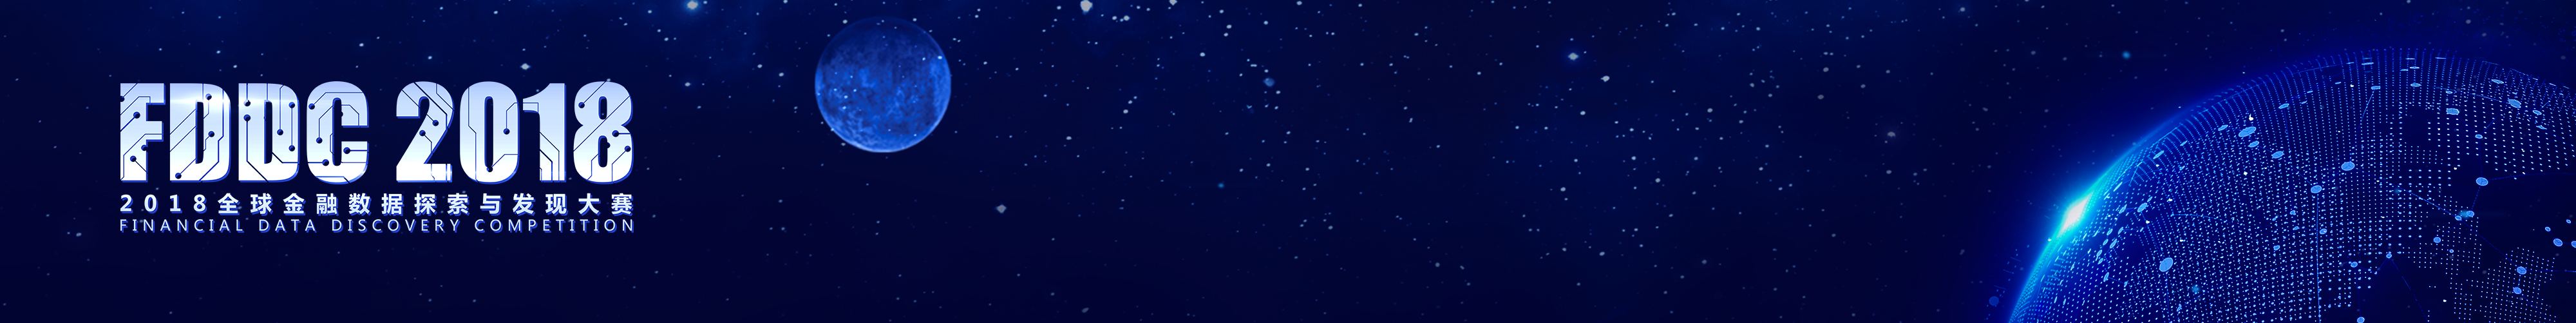 FDDC 2018
2018全球金融数据探索与发现大赛
FINANCIAL DATA DISCOVERY COMPETITION